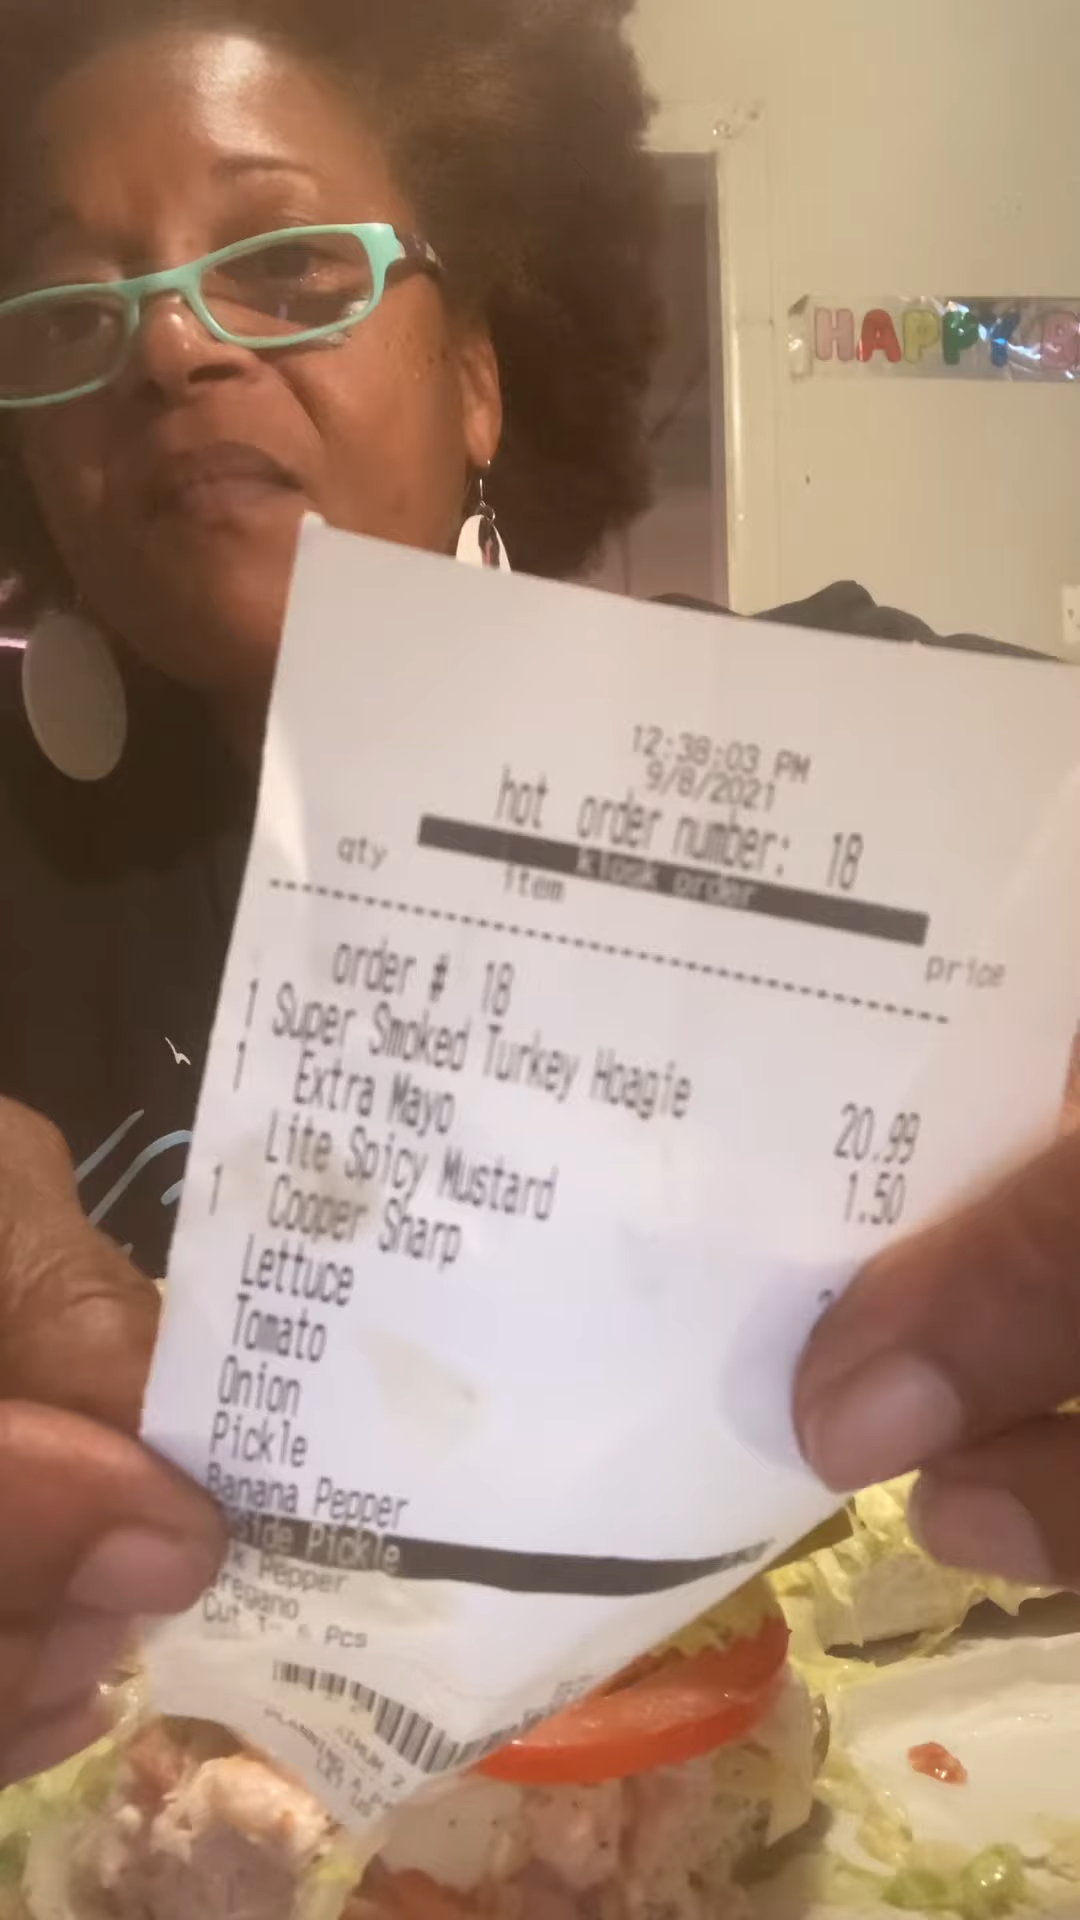 HAPPY B
12:38:03 PM
9/8/2021
hot order number: 18
kiosk order
qty item price
order # 18
1 Super Smoked Turkey Hoagie 20.99
1 Extra Mayo 1.50
Lite Spicy Mustard
1 Cooper Sharp
Lettuce
Tomato
Onion
Pickle
Banana Pepper
Pickle
Pepper
Cut Pcs